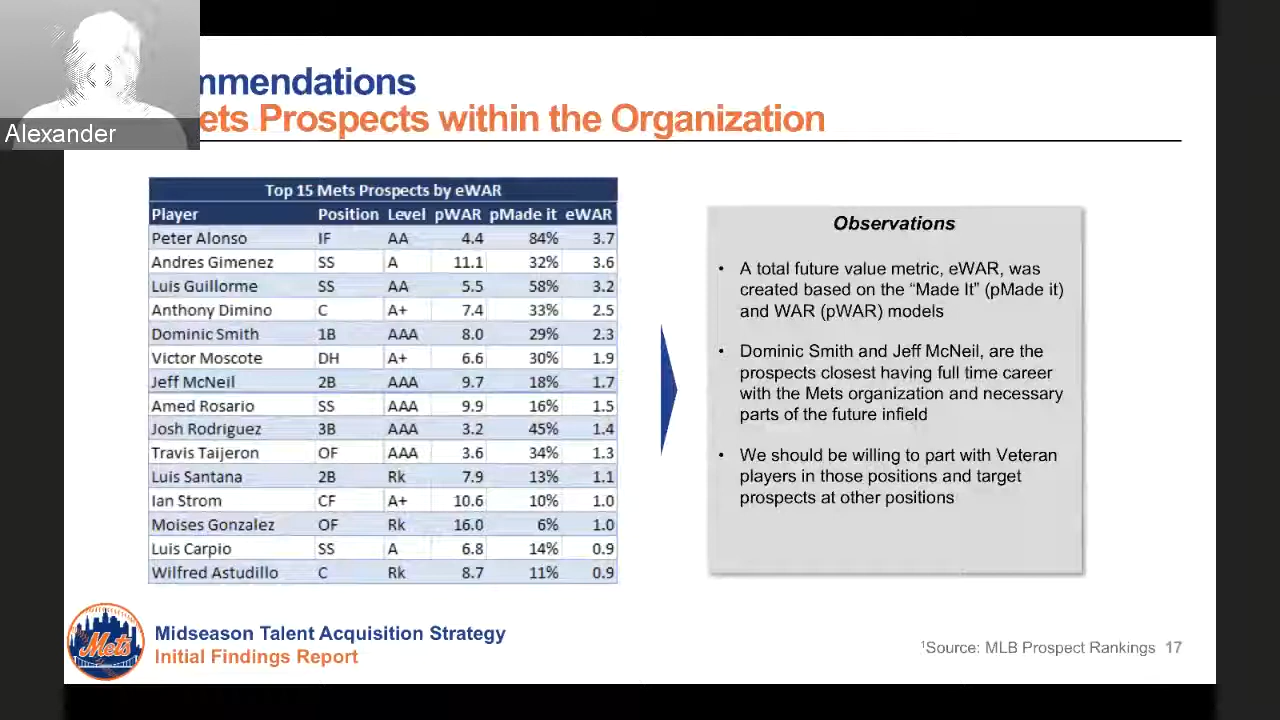 Alexander
mmendations
ets Prospects within the Organization
Top 15 Mets Prospects by eWAR
Player Position Level pWAR pMade it eWAR
Peter Alonso IF AA 4.4 84% 3.7
Andres Gimenez SS A 11.1 32% 3.6
Luis Guillorme SS AA 5.5 58% 3.2
Anthony Dimino C A+ 7.4 33% 2.5
Dominic Smith 1B AAA 8.0 29% 2.3
Victor Moscote DH A+ 6.6 30% 1.9
Jeff McNeil 2B AAA 9.7 18% 1.7
Amed Rosario SS AAA 9.9 16% 1.5
Josh Rodriguez 3B AAA 3.2 45% 1.4
Travis Taijeron OF AAA 3.6 34% 1.3
Luis Santana 2B Rk 7.9 13% 1.1
Ian Strom CF A+ 10.6 10% 1.0
Moises Gonzalez OF Rk 16.0 6% 1.0
Luis Carpio SS A 6.8 14% 0.9
Wilfred Astudillo C Rk 8.7 11% 0.9
Observations
• A total future value metric, eWAR, was
created based on the “Made It” (pMade it)
and WAR (pWAR) models
• Dominic Smith and Jeff McNeil, are the
prospects closest having full time career
with the Mets organization and necessary
parts of the future infield
• We should be willing to part with Veteran
players in those positions and target
prospects at other positions
Mets
Midseason Talent Acquisition Strategy
Initial Findings Report
¹Source: MLB Prospect Rankings 17